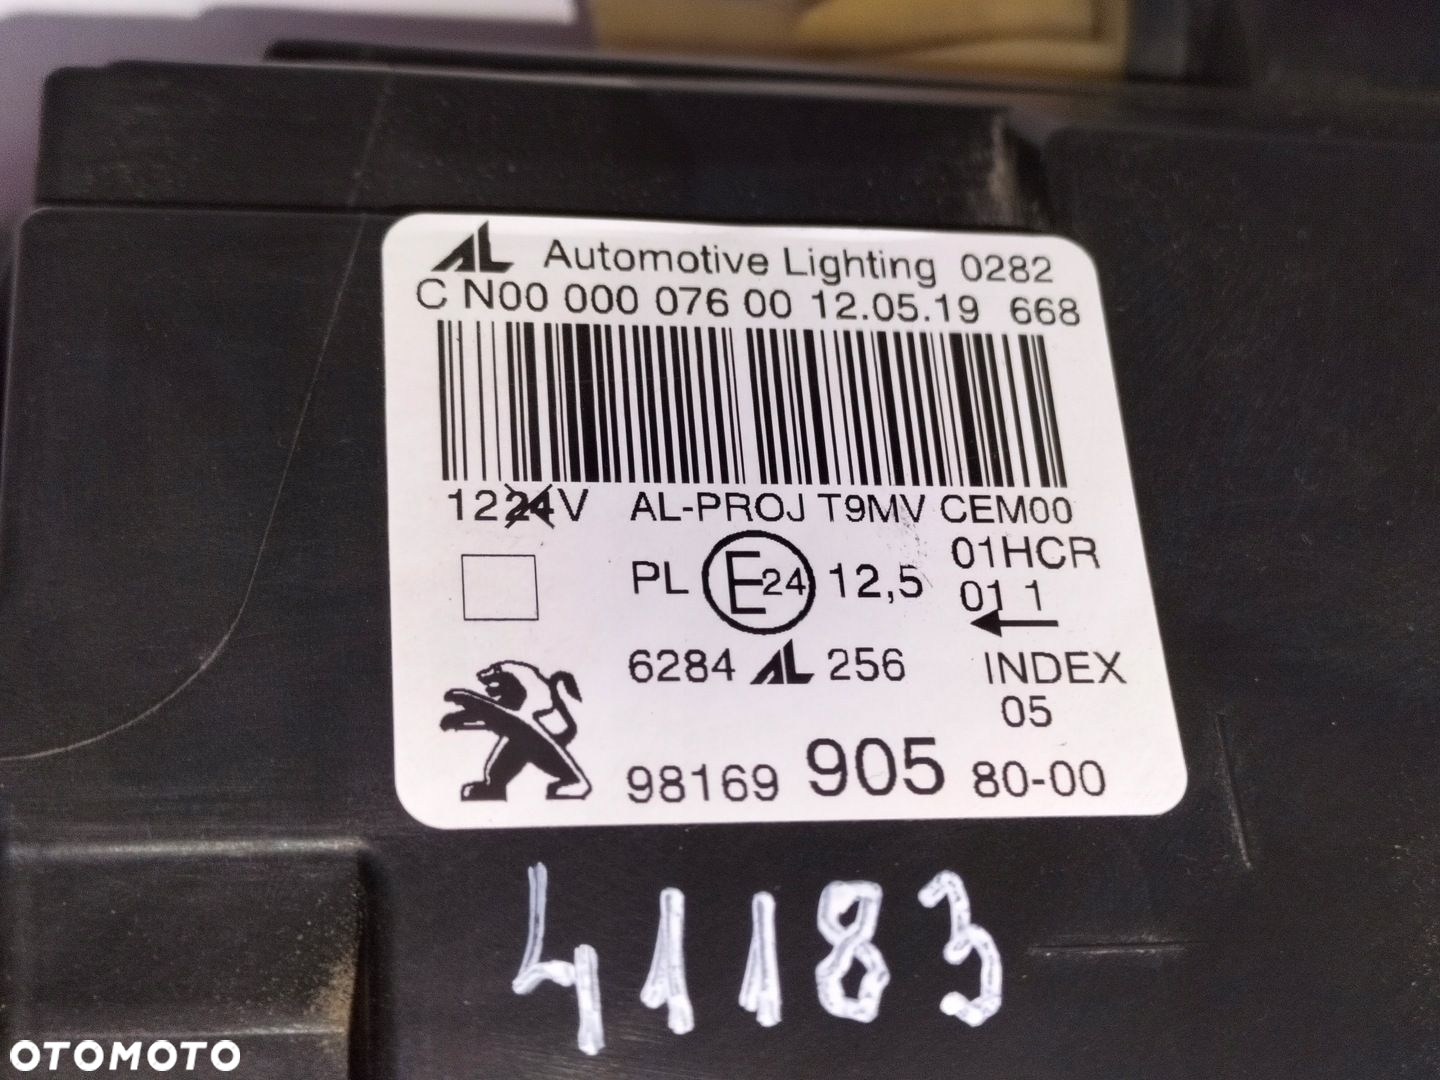 AL Automotive Lighting 0282
C N00 000 076 00 12.05.19 668
1224V AL-PROJ T9MV CEM00
PL E24 12,5 01HCR
01 1
6284 AL 256 INDEX
05
98169 905 80-00
41183
OTOMOTO